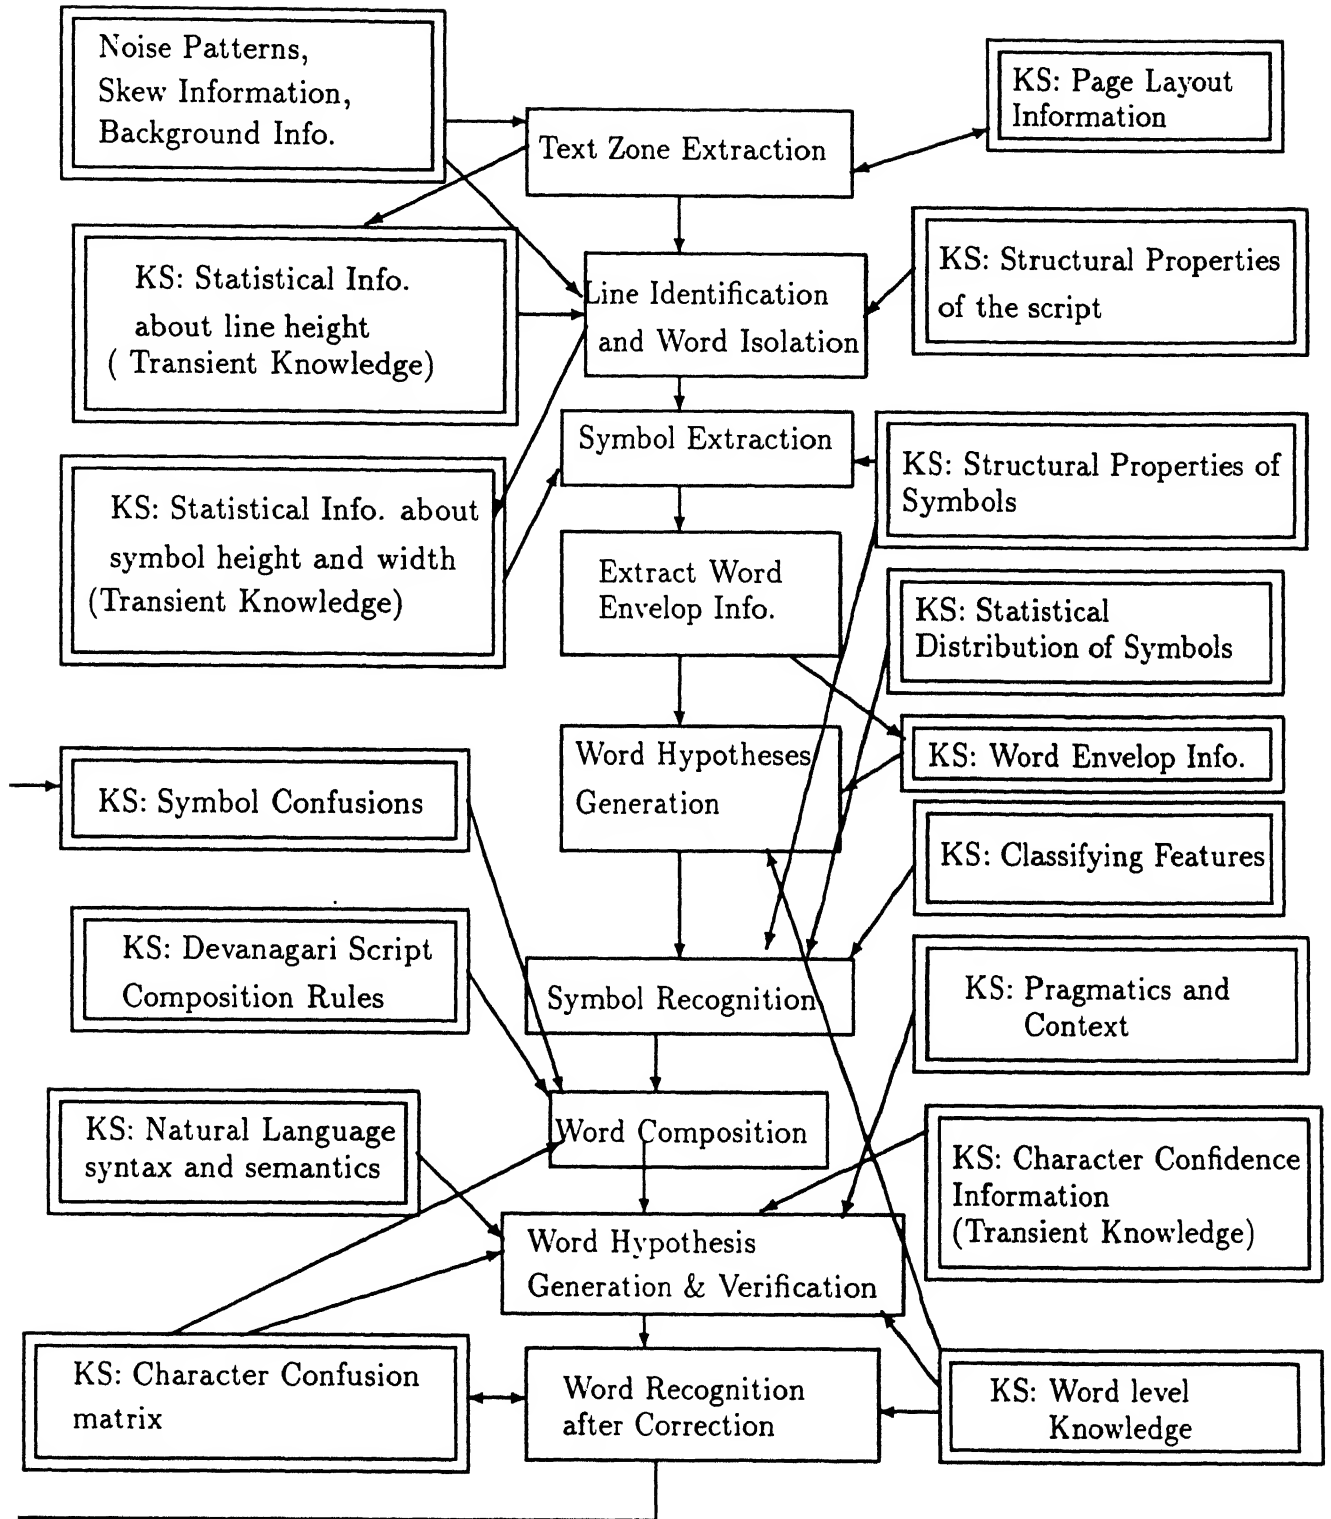 Noise Patterns,
Skew Information,
Background Info.
KS: Page Layout
Information
Text Zone Extraction
KS: Statistical Info.
about line height
( Transient Knowledge)
Line Identification
and Word Isolation
KS: Structural Properties
of the script
Symbol Extraction
KS: Structural Properties of
Symbols
KS: Statistical Info. about
symbol height and width
(Transient Knowledge)
Extract Word
Envelop Info.
KS: Statistical
Distribution of Symbols
Word Hypotheses
Generation
KS: Word Envelop Info.
KS: Symbol Confusions
KS: Classifying Features
KS: Devanagari Script
Composition Rules
Symbol Recognition
KS: Pragmatics and
Context
KS: Natural Language
syntax and semantics
Word Composition
KS: Character Confidence
Information
(Transient Knowledge)
Word Hypothesis
Generation & Verification
KS: Character Confusion
matrix
Word Recognition
after Correction
KS: Word level
Knowledge